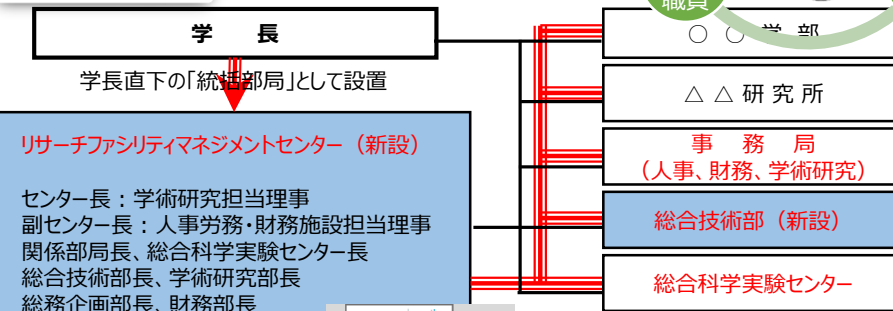 職員
学　長
○ ○ 学 部
学長直下の「統括部局」として設置
△ △ 研 究 所
リサーチファシリティマネジメントセンター（新設）
事　務　局
（人事、財務、学術研究）
センター長：学術研究担当理事
副センター長：人事労務・財務施設担当理事
関係部局長、総合科学実験センター長
総合技術部長、学術研究部長
総務企画部長、財務部長
総合技術部（新設）
総合科学実験センター